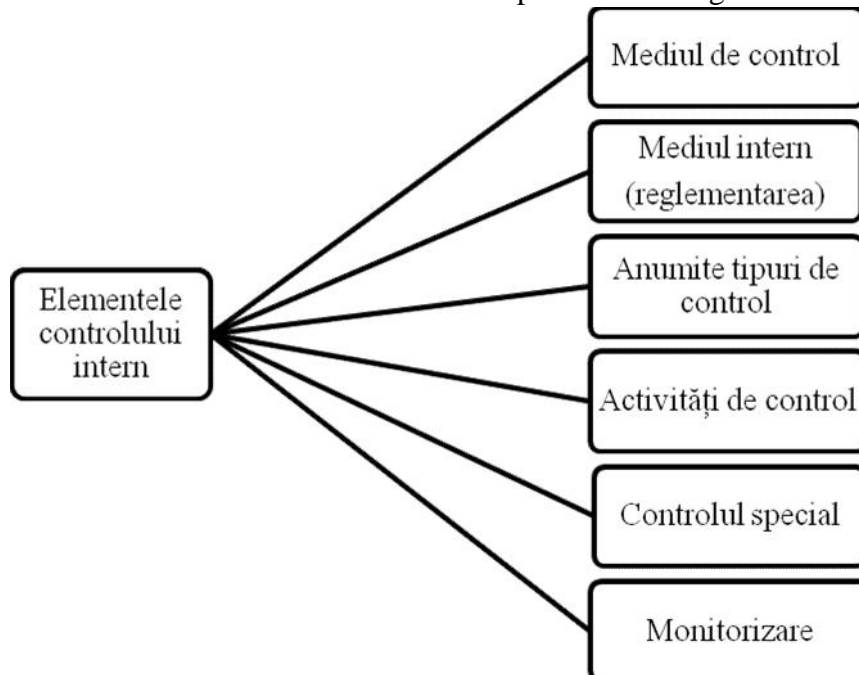 Mediul de control
Mediul intern
(reglementarea)
Anumite tipuri de
control
Elementele
controlului
intern
Activități de control
Controlul special
Monitorizare